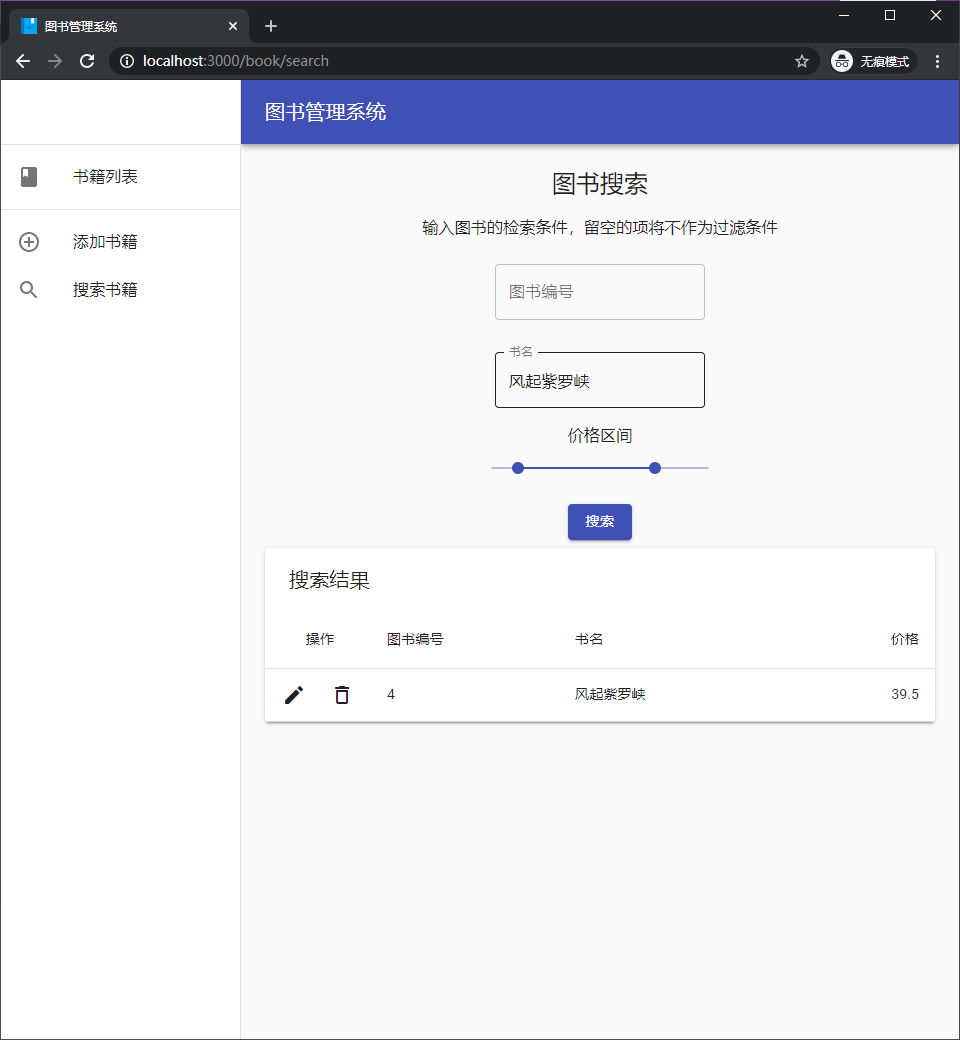 图书管理系统
localhost:3000/book/search
无痕模式
图书管理系统
书籍列表
添加书籍
搜索书籍
图书搜索
输入图书的检索条件，留空的项将不作为过滤条件
图书编号
书名
风起紫罗峡
价格区间
搜索
搜索结果
操作 图书编号 书名 价格
4 风起紫罗峡 39.5